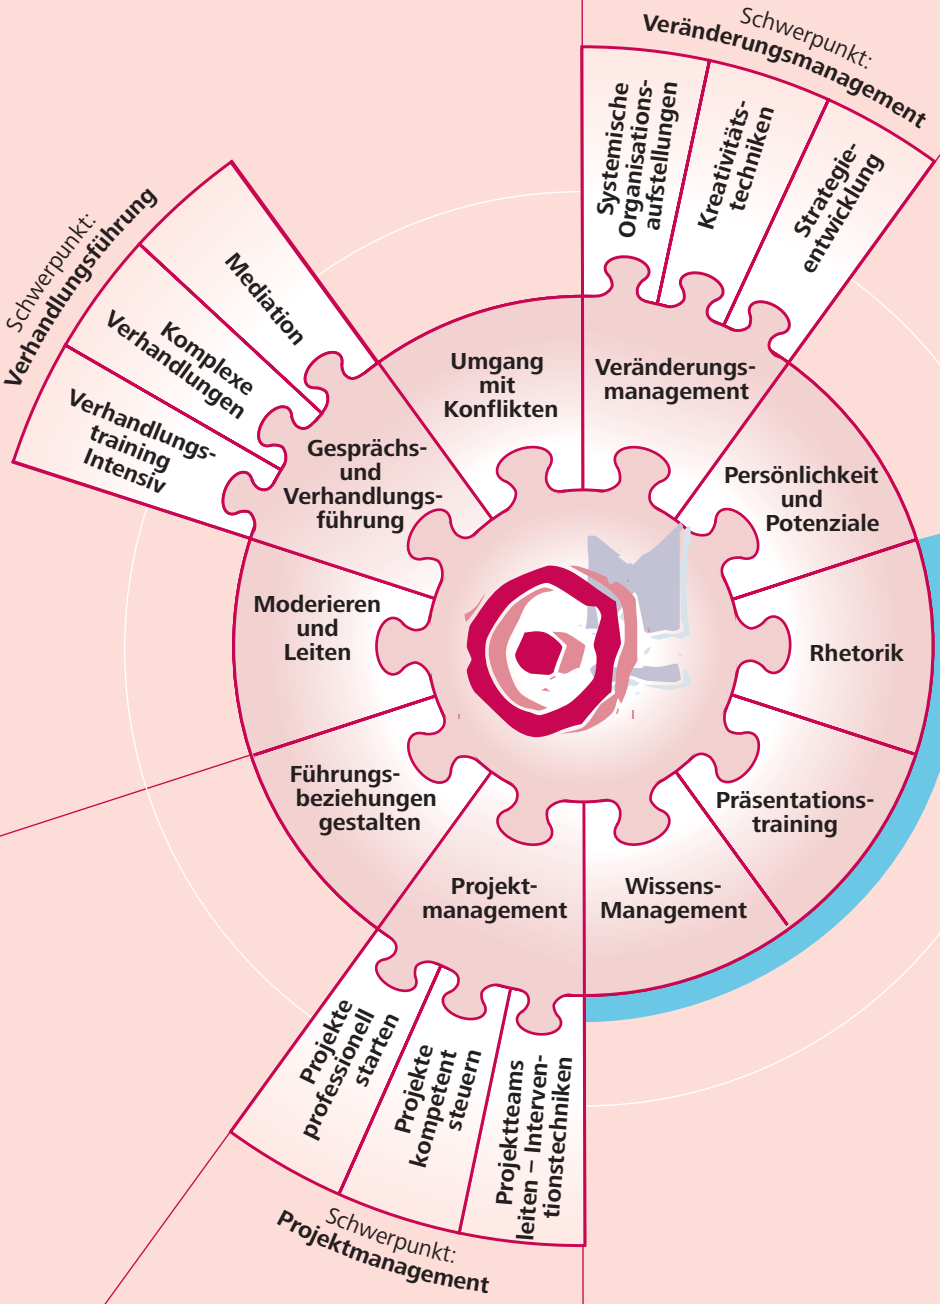 Schwerpunkt:
Veränderungsmanagement
Systemische
Organisations-
aufstellungen
Kreativitäts-
techniken
Strategie-
entwicklung
Schwerpunkt:
Verhandlungsführung
Mediation
Komplexe
Verhandlungen
Verhandlungs-
training
Intensiv
Umgang
mit
Konflikten
Veränderungs-
management
Gesprächs-
und
Verhandlungs-
führung
Persönlichkeit
und
Potenziale
Moderieren
und
Leiten
Rhetorik
Führungs-
beziehungen
gestalten
Präsentations-
training
Projekt-
management
Wissens-
Management
Projekte
professionell
starten
Projekte
kompetent
steuern
Projektteams
leiten – Interven-
tionstechniken
Schwerpunkt:
Projektmanagement